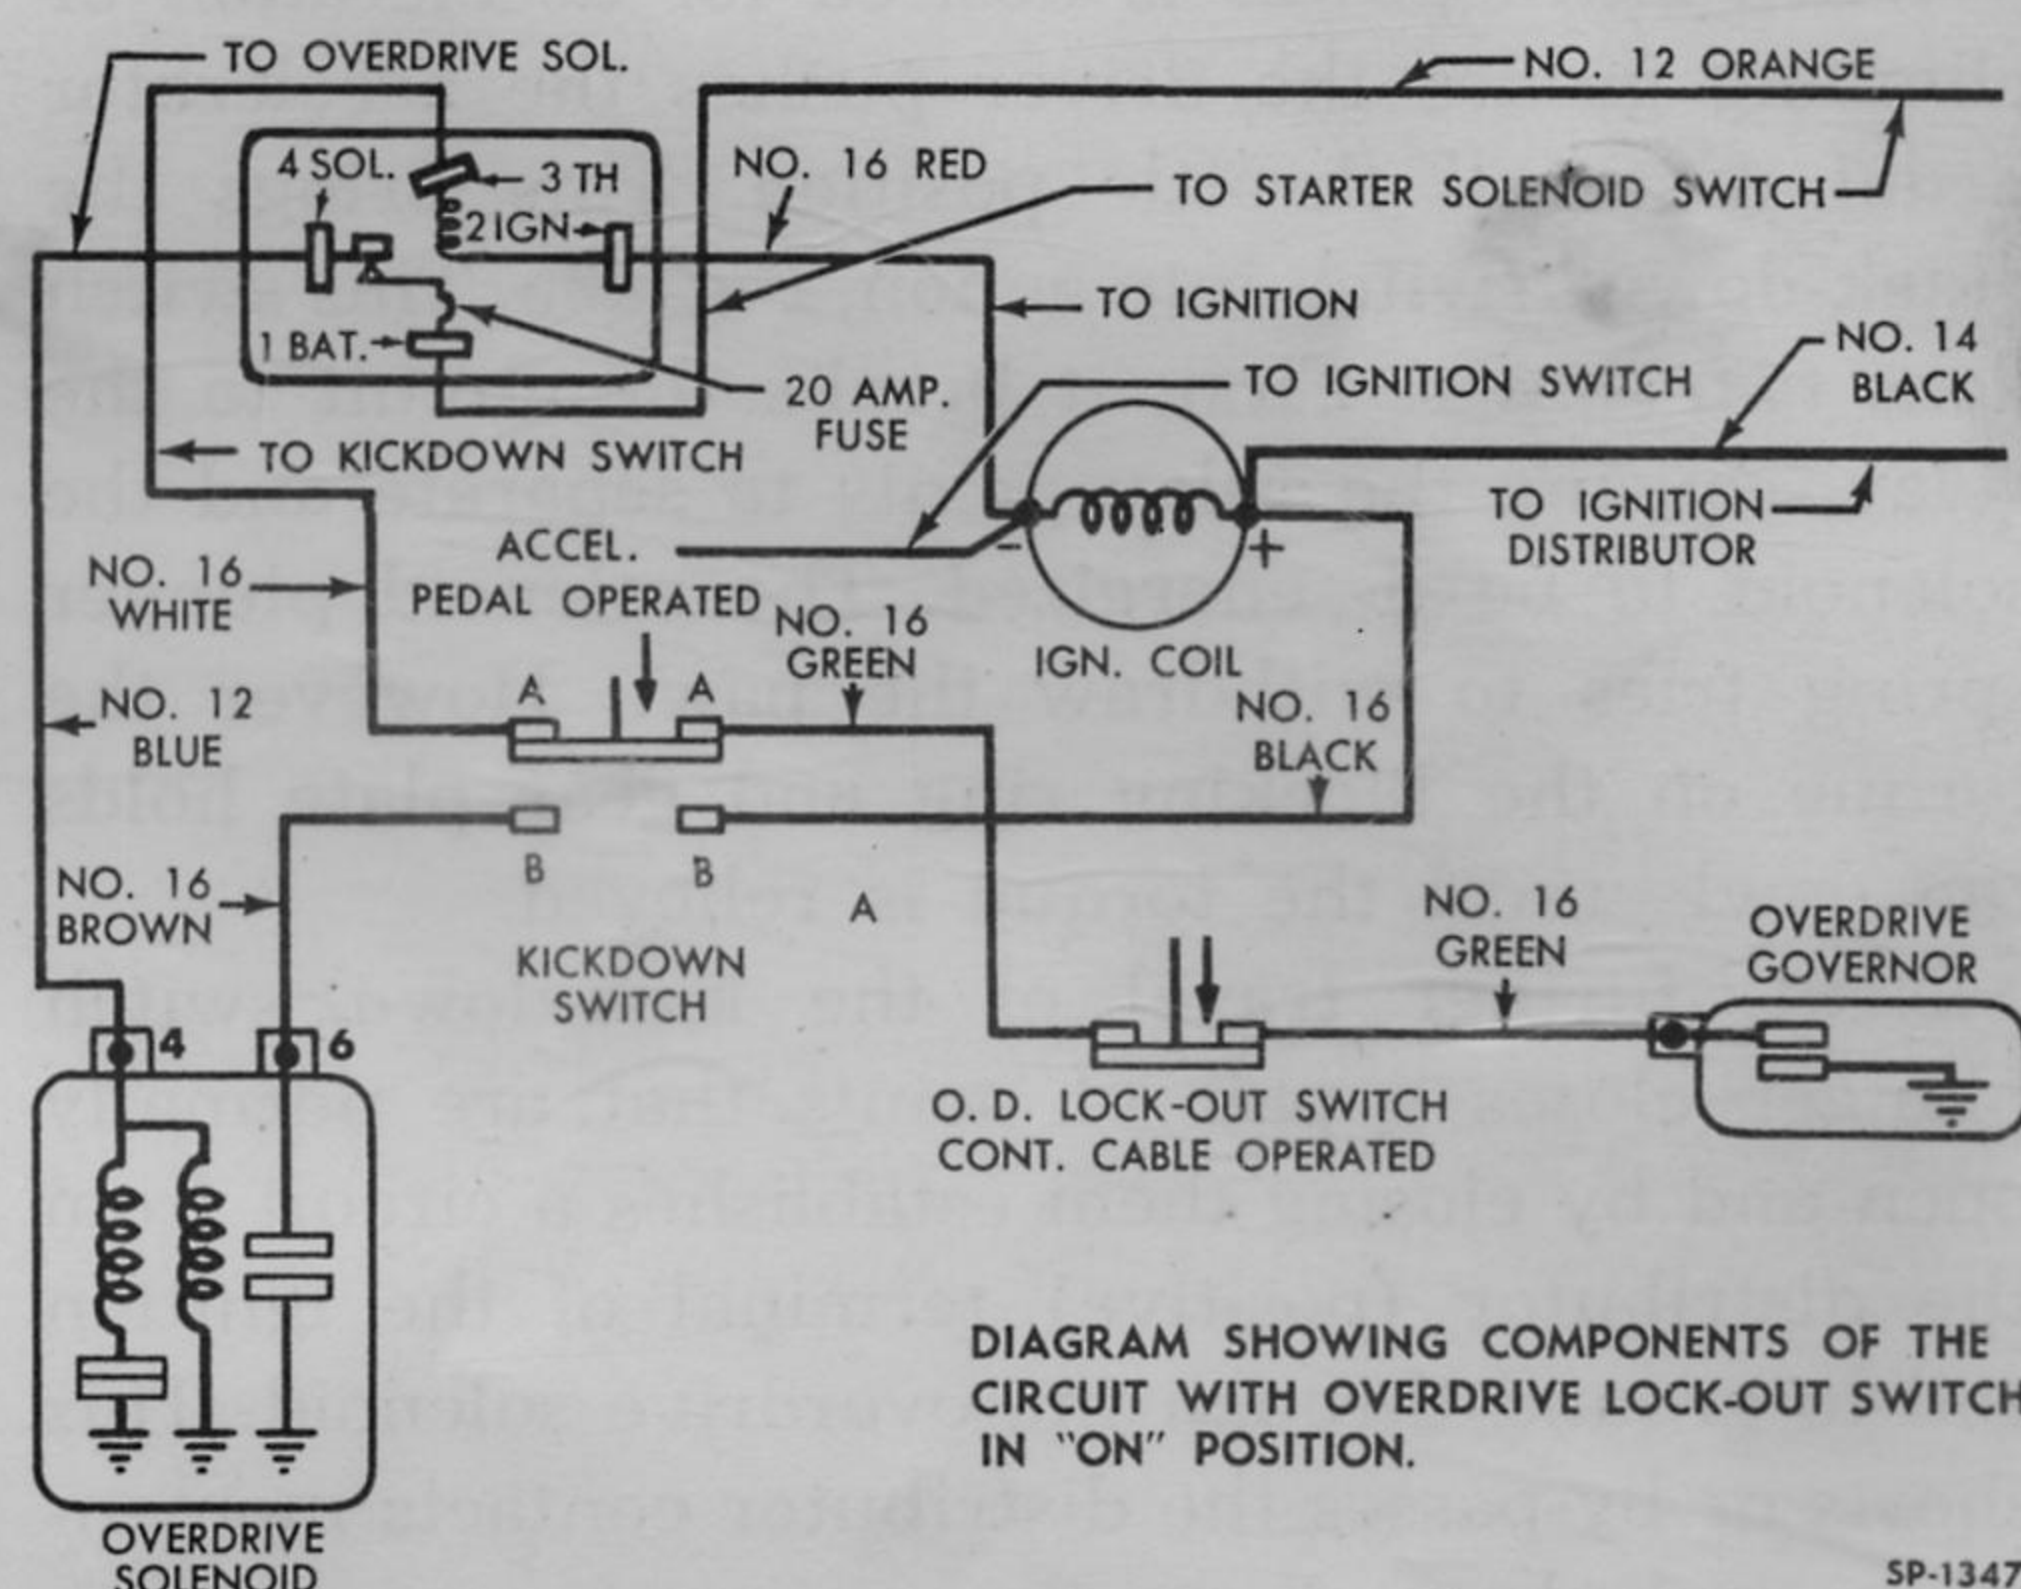 TO OVERDRIVE SOL.
NO. 12 ORANGE
4 SOL.
3 TH
NO. 16 RED
TO STARTER SOLENOID SWITCH
2 IGN
TO IGNITION
1 BAT.
NO. 14
BLACK
20 AMP.
FUSE
TO IGNITION SWITCH
TO KICKDOWN SWITCH
TO IGNITION
DISTRIBUTOR
ACCEL.
PEDAL OPERATED
- +
NO. 16
WHITE
NO. 16
GREEN
IGN. COIL
A A
NO. 12
BLUE
NO. 16
BLACK
B B
NO. 16
BROWN
A
KICKDOWN
SWITCH
NO. 16
GREEN
OVERDRIVE
GOVERNOR
4 6
O. D. LOCK-OUT SWITCH
CONT. CABLE OPERATED
DIAGRAM SHOWING COMPONENTS OF THE
CIRCUIT WITH OVERDRIVE LOCK-OUT SWITCH
IN "ON" POSITION.
OVERDRIVE
SOLENOID
SP-1347